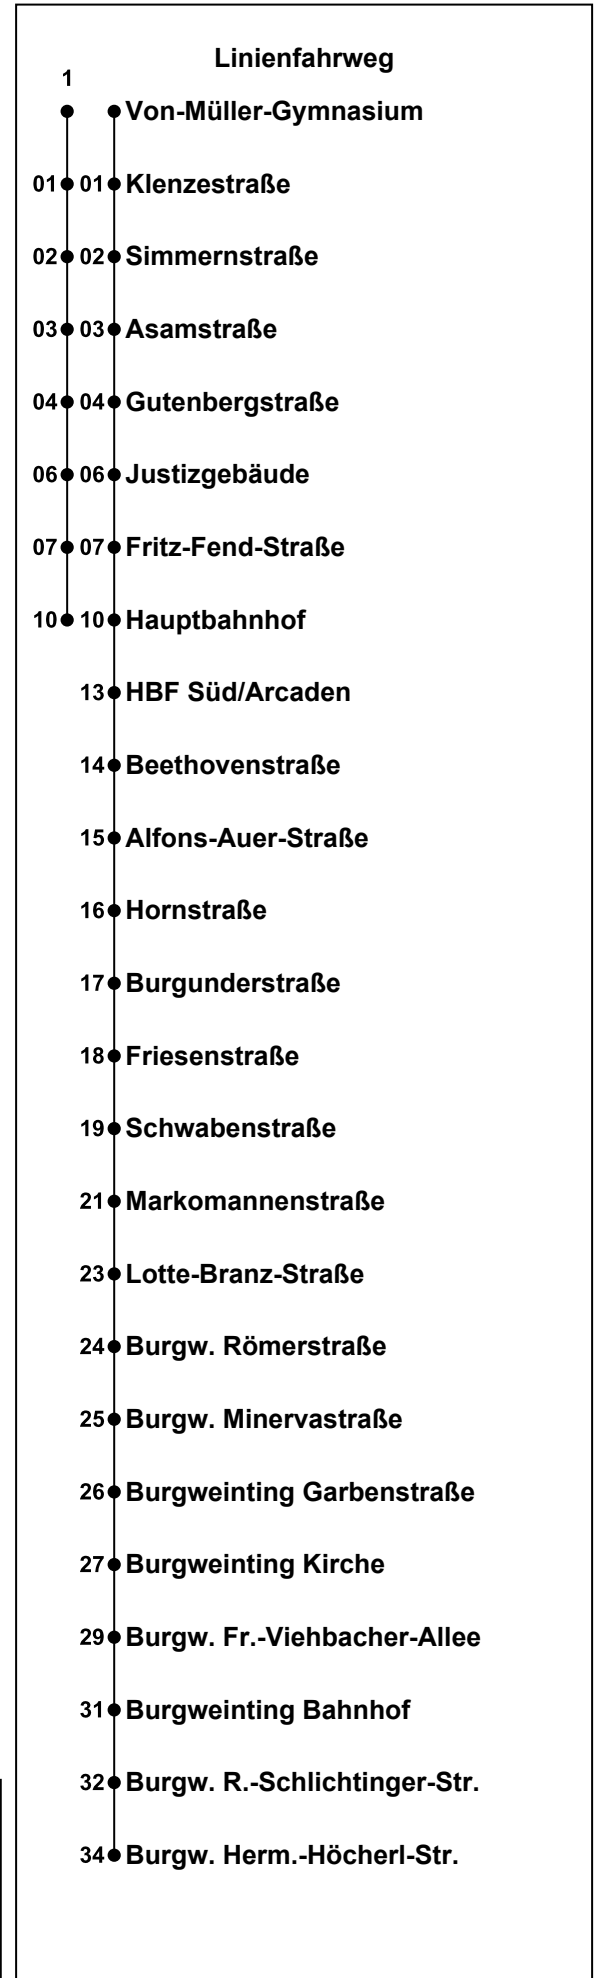 Linienfahrweg
1
Von-Müller-Gymnasium
01 01 Klenzestraße
02 02 Simmernstraße
03 03 Asamstraße
04 04 Gutenbergstraße
06 06 Justizgebäude
07 07 Fritz-Fend-Straße
10 10 Hauptbahnhof
13 HBF Süd/Arcaden
14 Beethovenstraße
15 Alfons-Auer-Straße
16 Hornstraße
17 Burgunderstraße
18 Friesenstraße
19 Schwabenstraße
21 Markomannenstraße
23 Lotte-Branz-Straße
24 Burgw. Römerstraße
25 Burgw. Minervastraße
26 Burgweinting Garbenstraße
27 Burgweinting Kirche
29 Burgw. Fr.-Viehbacher-Allee
31 Burgweinting Bahnhof
32 Burgw. R.-Schlichtinger-Str.
34 Burgw. Herm.-Höcherl-Str.